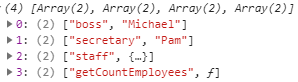 (4) [Array(2), Array(2), Array(2), Array(2)]
▸ 0: (2) ["boss", "Michael"]
▸ 1: (2) ["secretary", "Pam"]
▸ 2: (2) ["staff", {…}]
▸ 3: (2) ["getCountEmployees", ƒ]